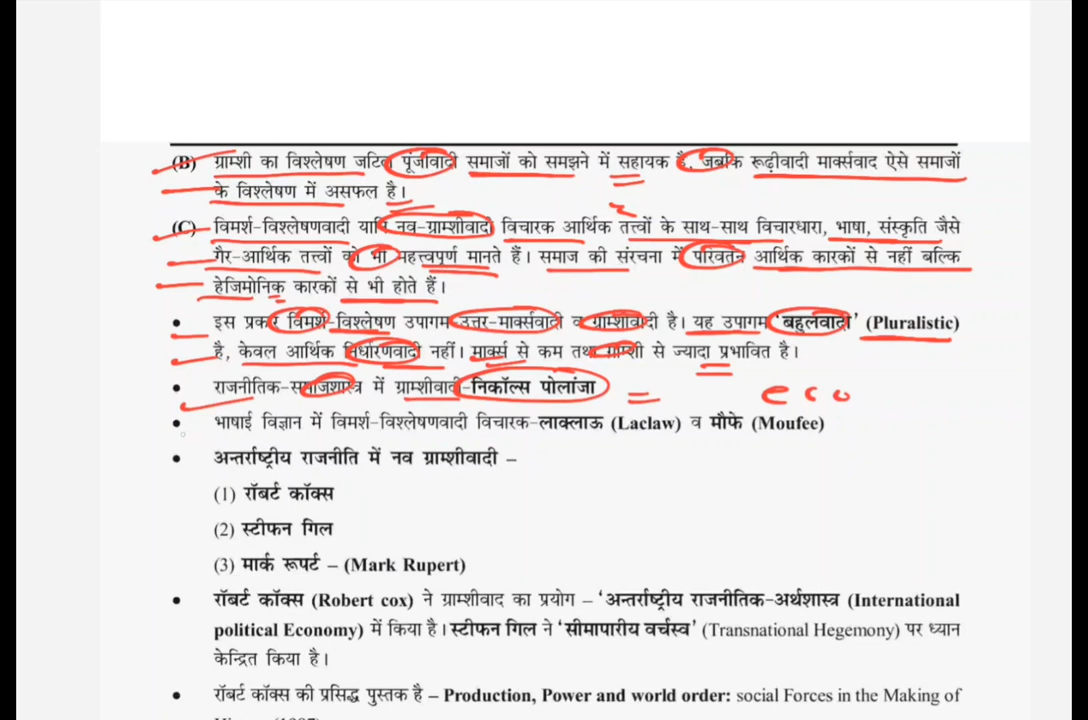 (B) ग्राम्शी का विश्लेषण जटिल पूंजीवादी समाजों को समझने में सहायक है, जबकि रूढ़ीवादी मार्क्सवाद ऐसे समाजों
के विश्लेषण में असफल है।
(C) विमर्श-विश्लेषणवादी यानि नव-ग्राम्शीवादी विचारक आर्थिक तत्त्वों के साथ-साथ विचारधारा, भाषा, संस्कृति जैसे
गैर-आर्थिक तत्त्वों को भी महत्त्वपूर्ण मानते हैं। समाज की संरचना में परिवर्तन आर्थिक कारकों से नहीं बल्कि
हेजिमोनिक कारकों से भी होते हैं।
• इस प्रकार विमर्श-विश्लेषण उपागम उत्तर-मार्क्सवादी व ग्राम्शीवादी है। यह उपागम 'बहुलवादी' (Pluralistic)
है, केवल आर्थिक निर्धारणवादी नहीं। मार्क्स से कम तथा ग्राम्शी से ज्यादा प्रभावित है।
• राजनीतिक-समाजशास्त्र में ग्राम्शीवादी-निकॉल्स पोलांजा = eco
• भाषाई विज्ञान में विमर्श-विश्लेषणवादी विचारक-लाक्लाऊ (Laclaw) व मौफे (Moufee)
• अन्तर्राष्ट्रीय राजनीति में नव ग्राम्शीवादी –
(1) रॉबर्ट कॉक्स
(2) स्टीफन गिल
(3) मार्क रूपर्ट – (Mark Rupert)
• रॉबर्ट कॉक्स (Robert cox) ने ग्राम्शीवाद का प्रयोग – 'अन्तर्राष्ट्रीय राजनीतिक-अर्थशास्त्र (International
political Economy) में किया है। स्टीफन गिल ने 'सीमापारीय वर्चस्व' (Transnational Hegemony) पर ध्यान
केन्द्रित किया है।
• रॉबर्ट कॉक्स की प्रसिद्ध पुस्तक है – Production, Power and world order: social Forces in the Making of